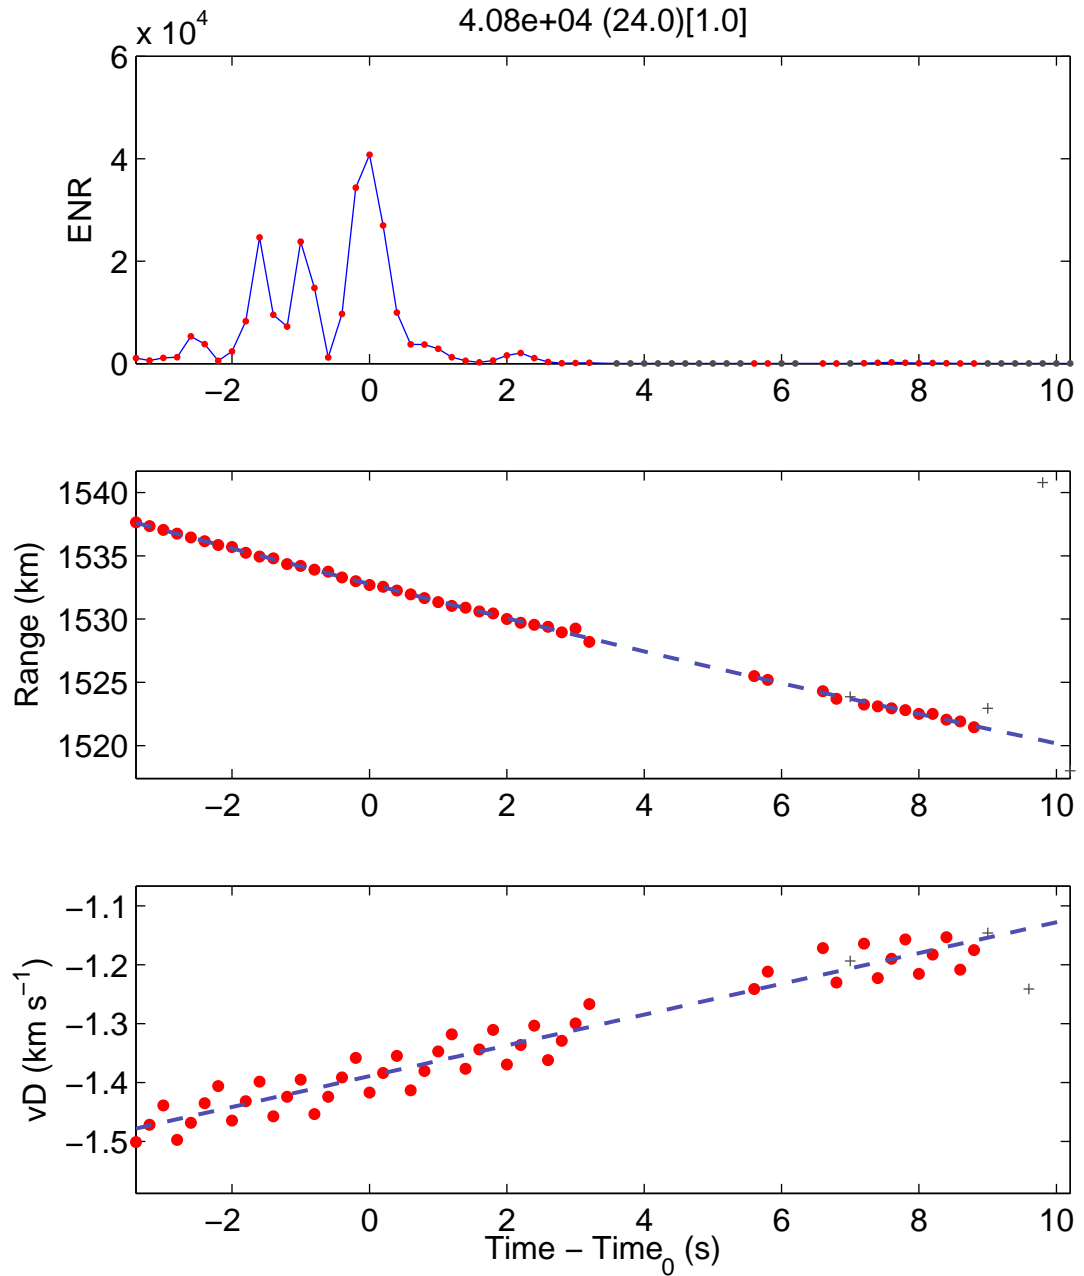 4.08e+04 (24.0)[1.0]
x 10^4
6
4
2
0
ENR
−2 0 2 4 6 8 10
1540
1535
1530
1525
1520
Range (km)
−2 0 2 4 6 8 10
−1.1
−1.2
−1.3
−1.4
−1.5
vD (km s^−1)
−2 0 2 4 6 8 10
Time − Time_0 (s)